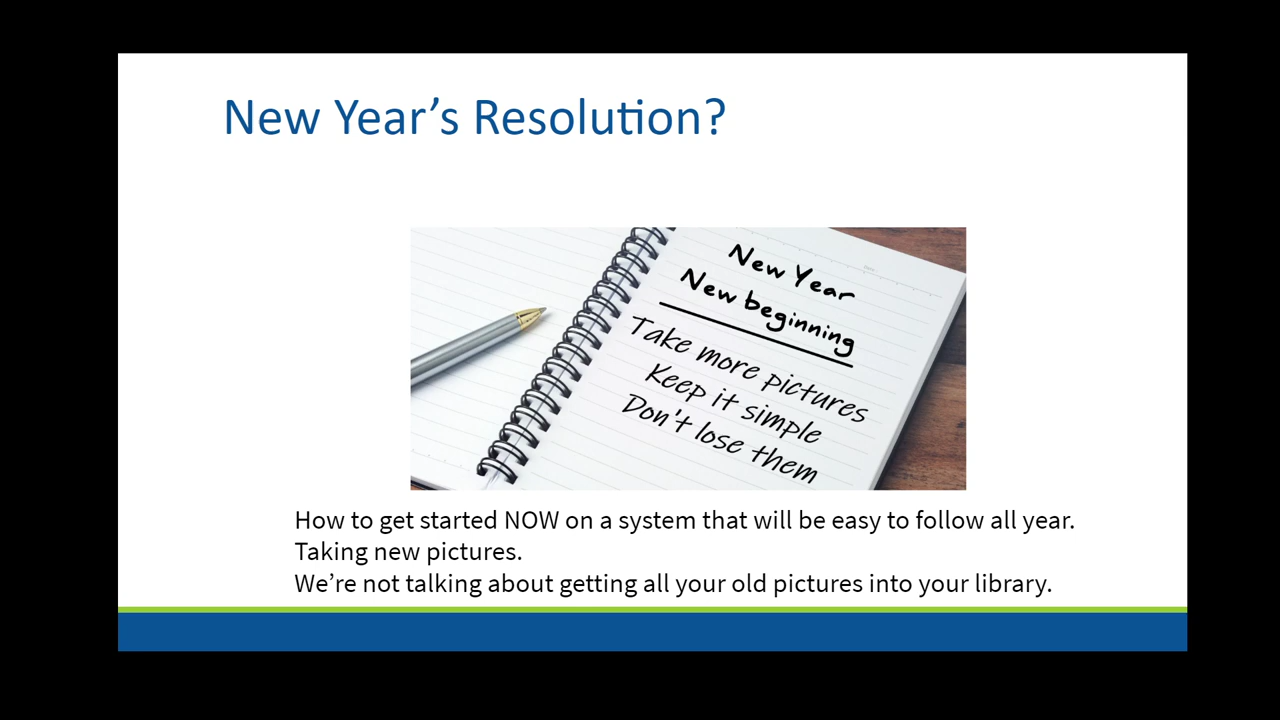 New Year’s Resolution?
New Year
New beginning
Take more pictures
Keep it simple
Don't lose them
How to get started NOW on a system that will be easy to follow all year.
Taking new pictures.
We’re not talking about getting all your old pictures into your library.